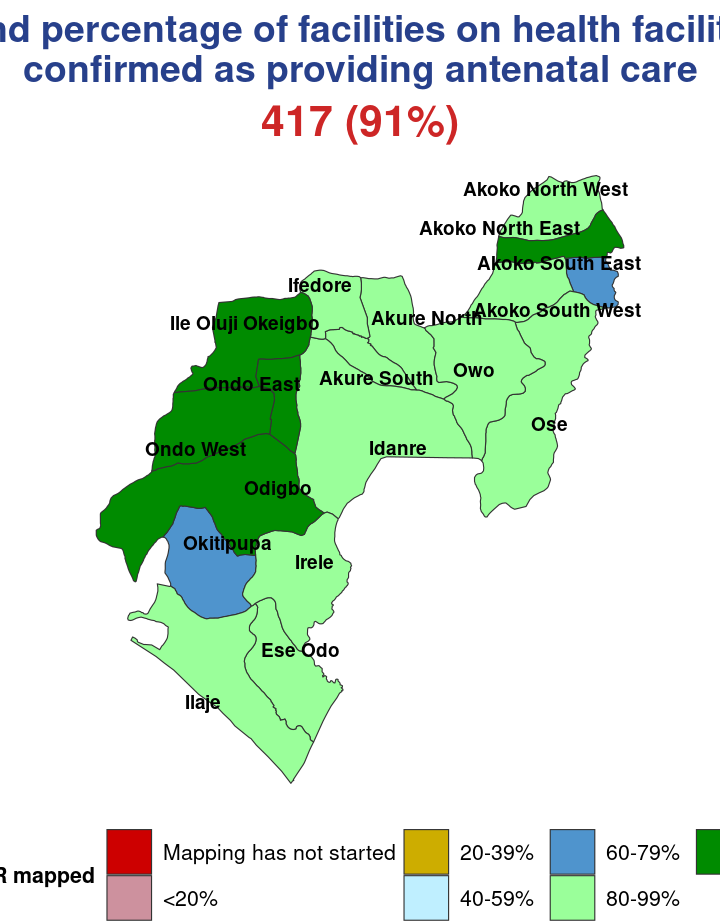 percentage of facilities on health
confirmed as providing antenatal care
417 (91%)
Akoko North West
Akoko North East
Akoko South East
Ifedore
Akoko South West
Ile Oluji Okeigbo
Akure North
Owo
Akure South
Ondo East
Ose
Ondo West
Idanre
Odigbo
Okitipupa
Irele
Ese Odo
Ilaje
R mapped
Mapping has not started
<20%
20-39%
40-59%
60-79%
80-99%